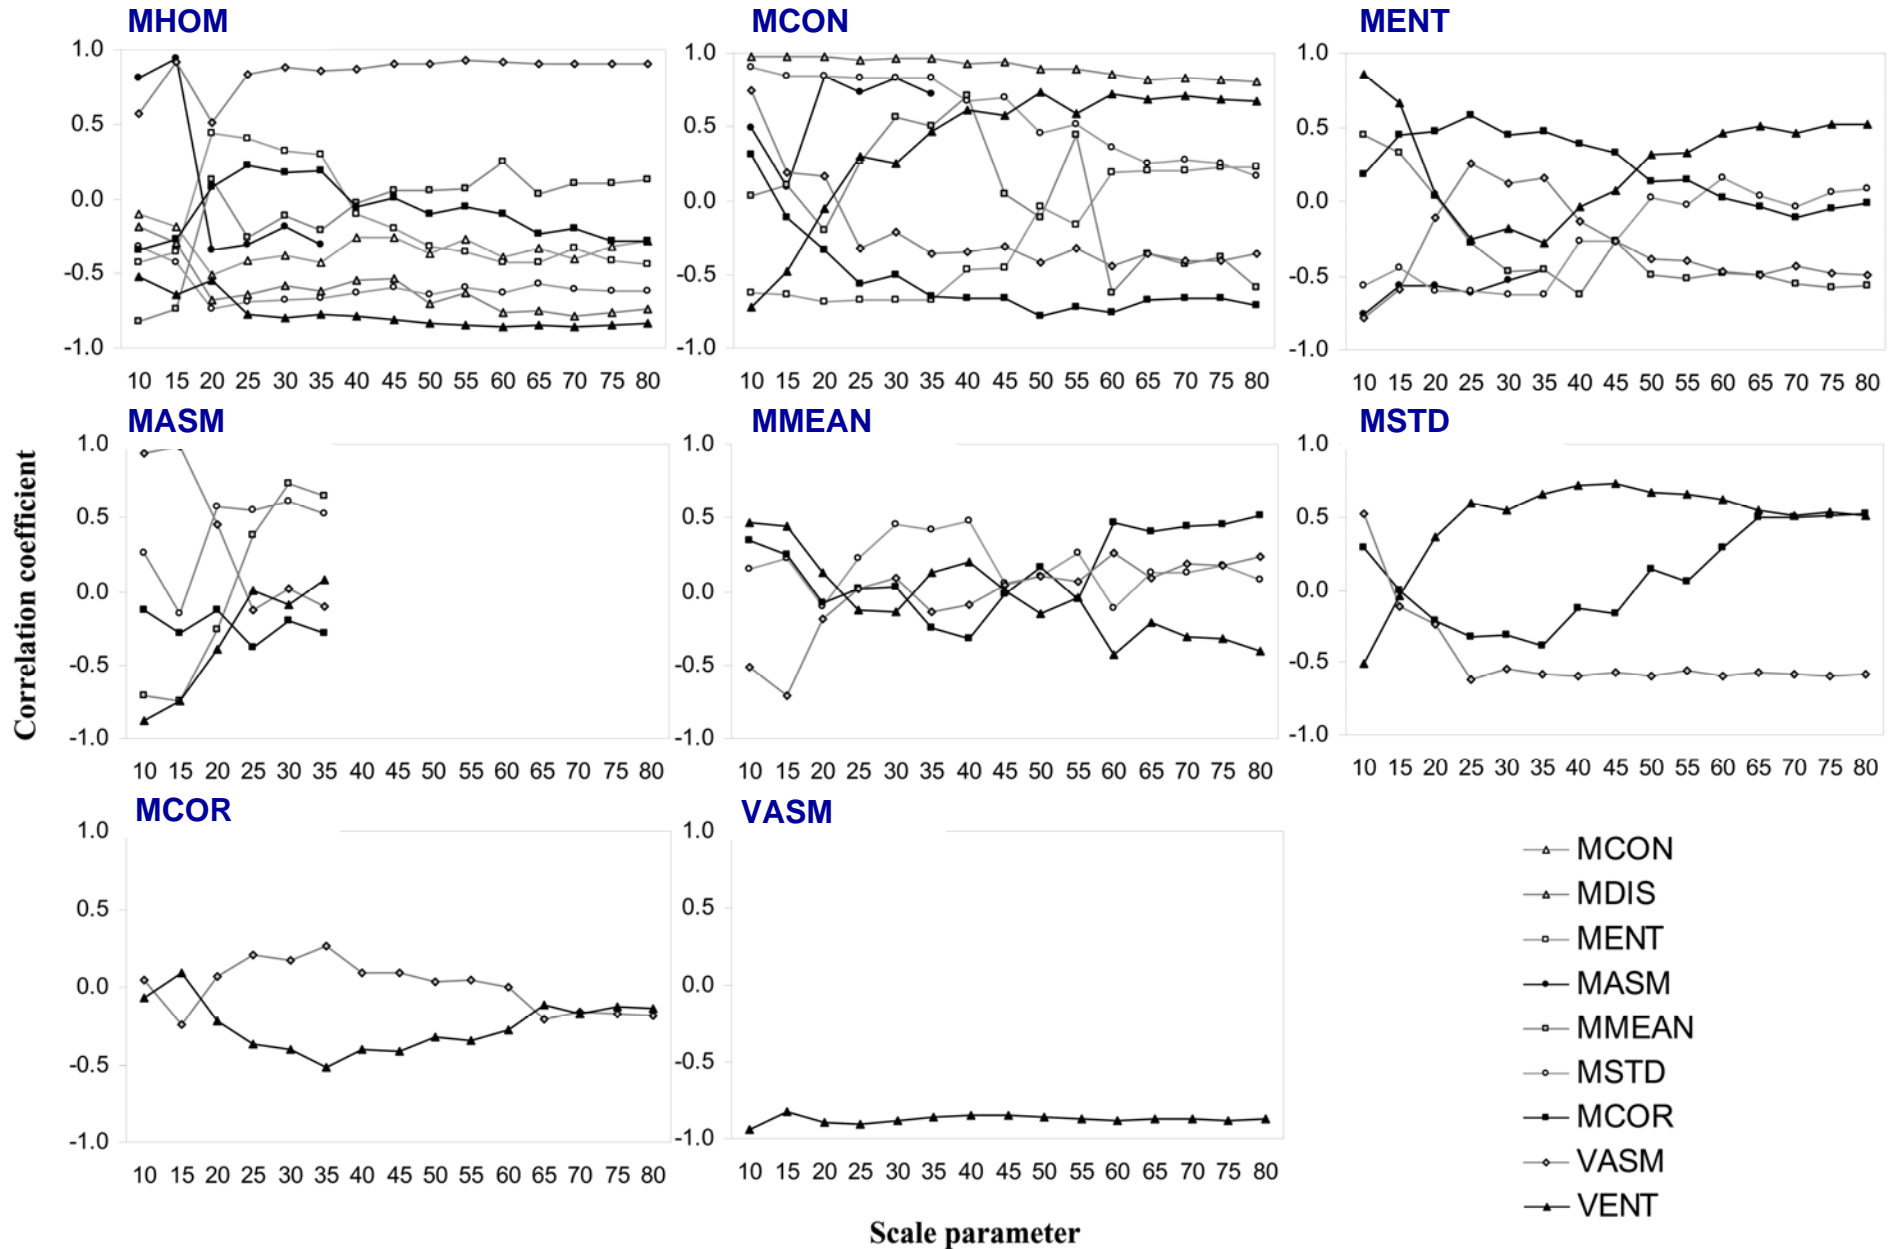 MHOM MCON MENT
1.0 1.0 1.0
0.5 0.5 0.5
0.0 0.0 0.0
-0.5 -0.5 -0.5
-1.0 -1.0 -1.0
10 15 20 25 30 35 40 45 50 55 60 65 70 75 80
10 15 20 25 30 35 40 45 50 55 60 65 70 75 80
10 15 20 25 30 35 40 45 50 55 60 65 70 75 80
MASM MMEAN MSTD
Correlation coefficient
1.0 1.0 1.0
0.5 0.5 0.5
0.0 0.0 0.0
-0.5 -0.5 -0.5
-1.0 -1.0 -1.0
10 15 20 25 30 35 40 45 50 55 60 65 70 75 80
10 15 20 25 30 35 40 45 50 55 60 65 70 75 80
10 15 20 25 30 35 40 45 50 55 60 65 70 75 80
MCOR VASM
1.0 1.0
0.5 0.5
0.0 0.0
-0.5 -0.5
-1.0 -1.0
10 15 20 25 30 35 40 45 50 55 60 65 70 75 80
10 15 20 25 30 35 40 45 50 55 60 65 70 75 80
MCON
MDIS
MENT
MASM
MMEAN
MSTD
MCOR
VASM
VENT
Scale parameter